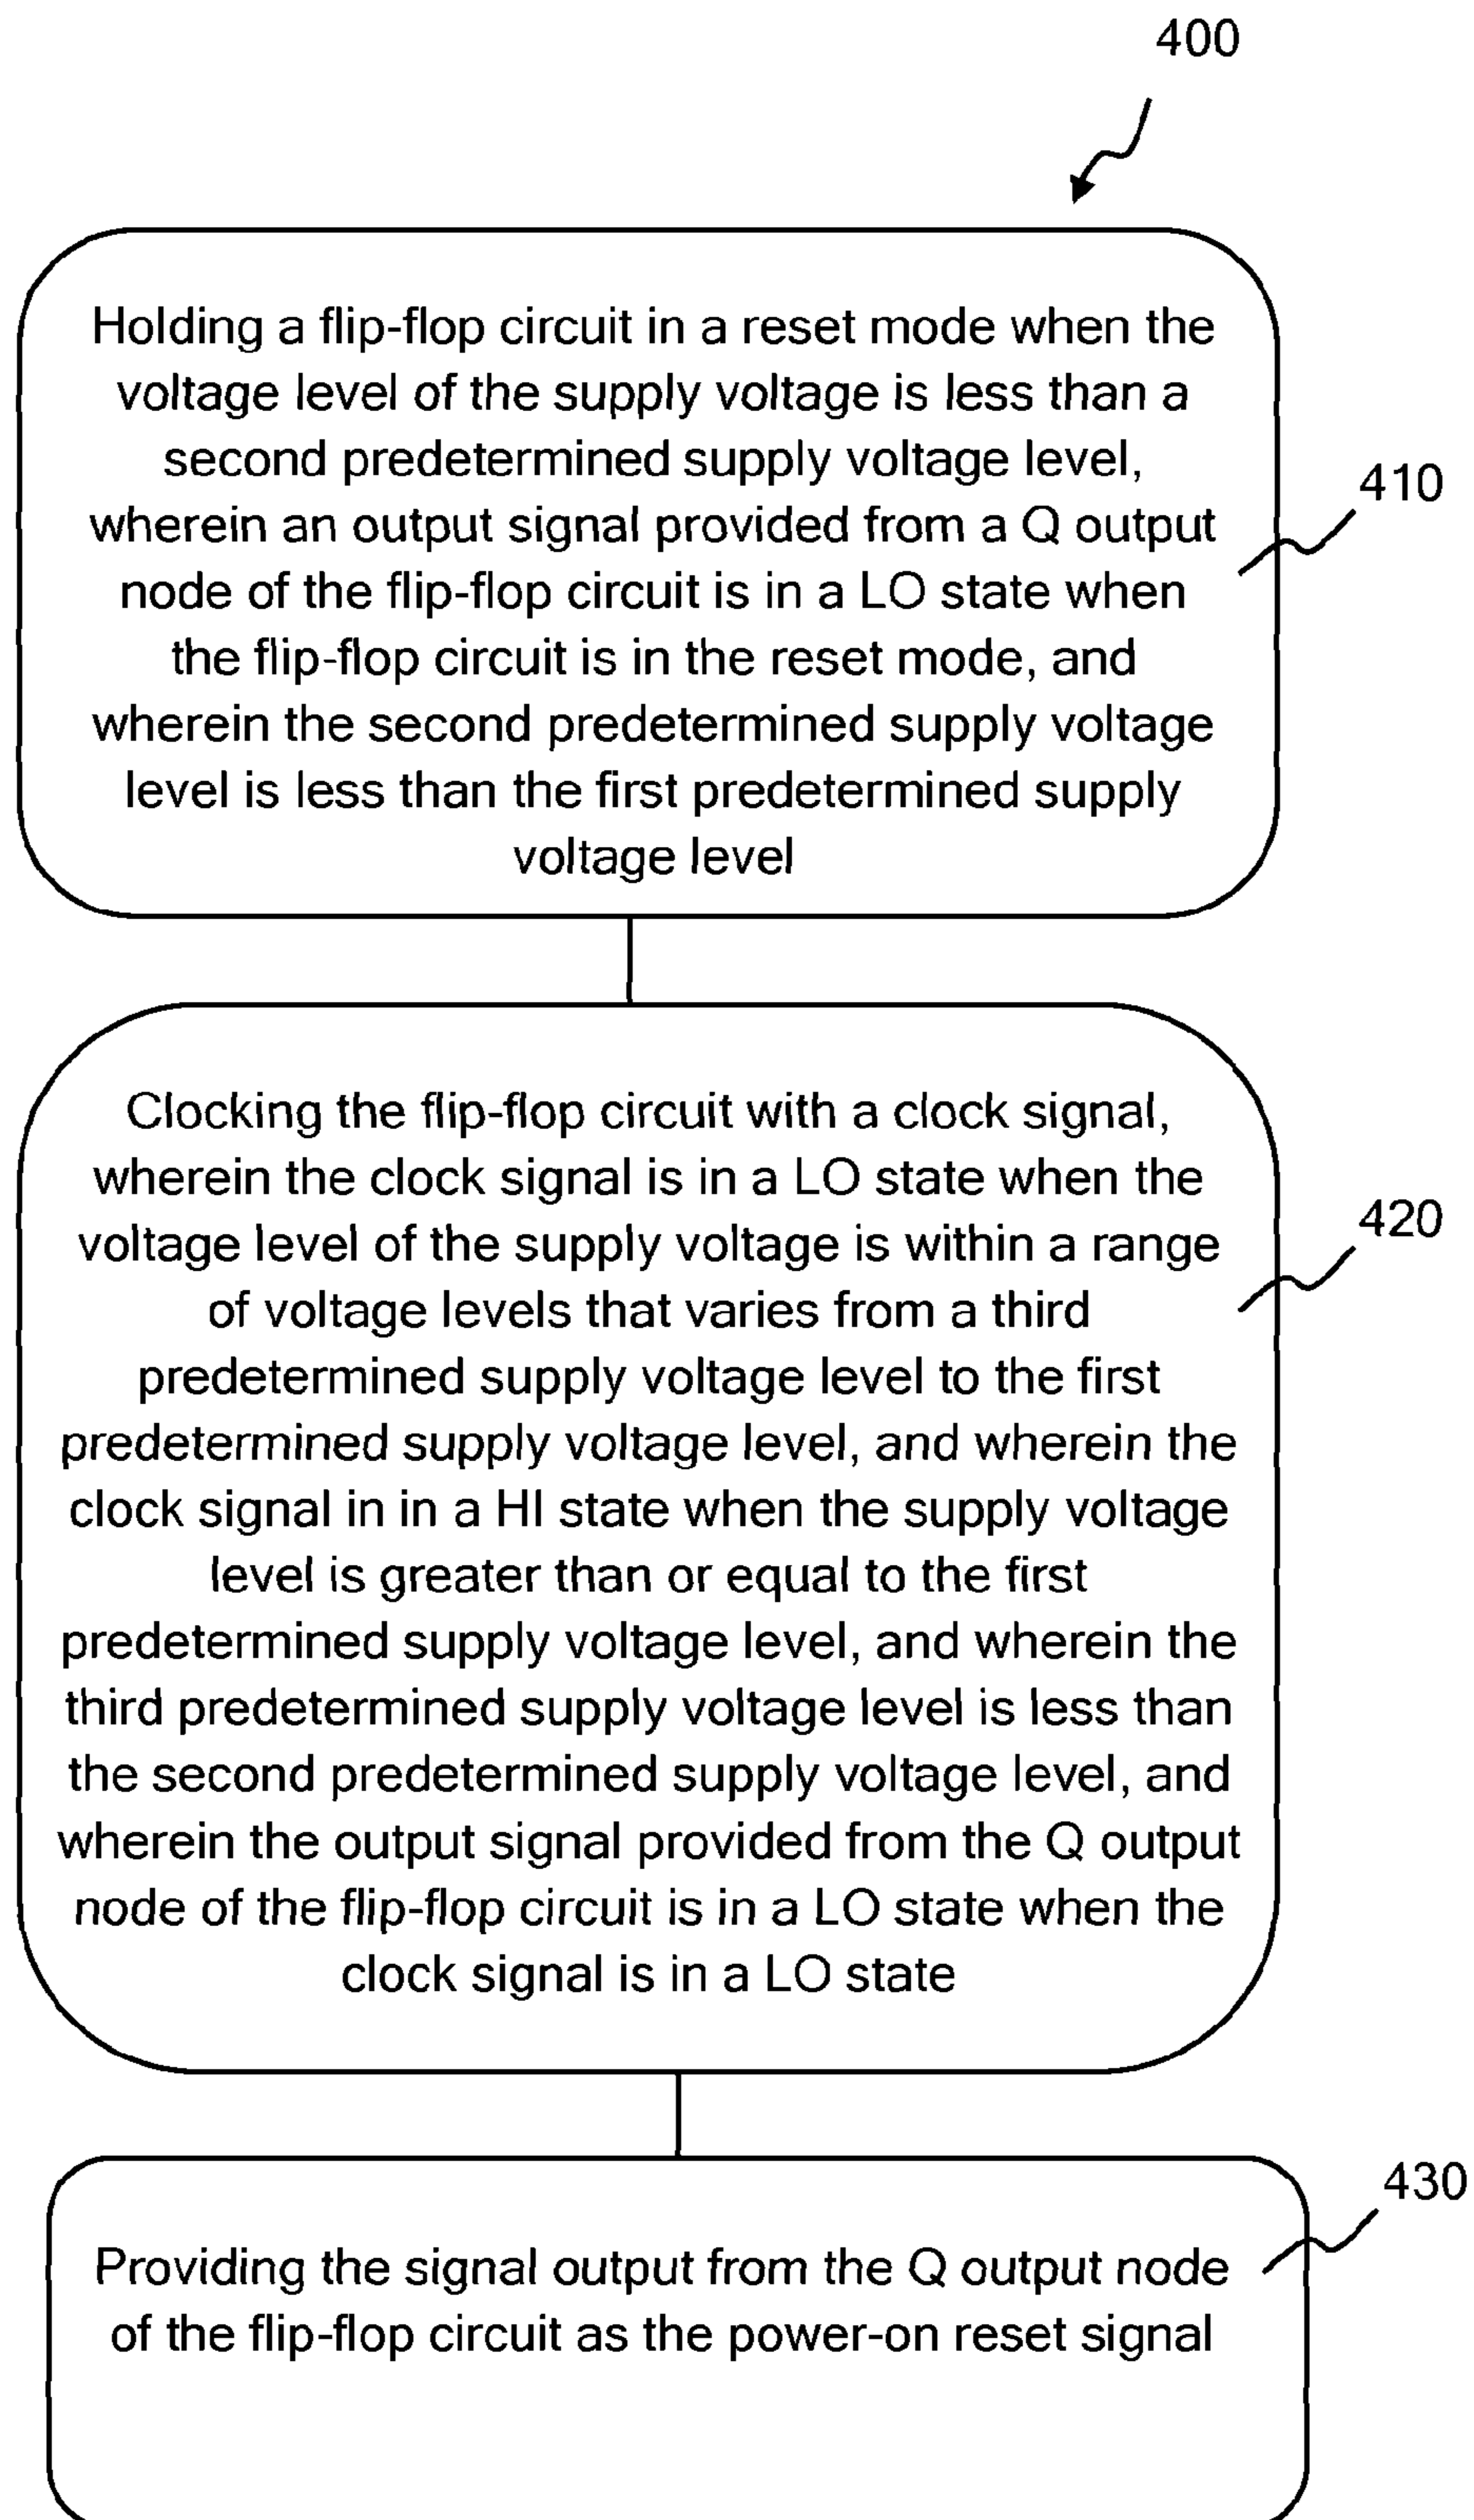 400
Holding a flip-flop circuit in a reset mode when the
voltage level of the supply voltage is less than a
second predetermined supply voltage level,
wherein an output signal provided from a Q output
node of the flip-flop circuit is in a LO state when
the flip-flop circuit is in the reset mode, and
wherein the second predetermined supply voltage
level is less than the first predetermined supply
voltage level
410
Clocking the flip-flop circuit with a clock signal,
wherein the clock signal is in a LO state when the
voltage level of the supply voltage is within a range
of voltage levels that varies from a third
predetermined supply voltage level to the first
predetermined supply voltage level, and wherein the
clock signal in in a HI state when the supply voltage
level is greater than or equal to the first
predetermined supply voltage level, and wherein the
third predetermined supply voltage level is less than
the second predetermined supply voltage level, and
wherein the output signal provided from the Q output
node of the flip-flop circuit is in a LO state when the
clock signal is in a LO state
420
Providing the signal output from the Q output node
of the flip-flop circuit as the power-on reset signal
430